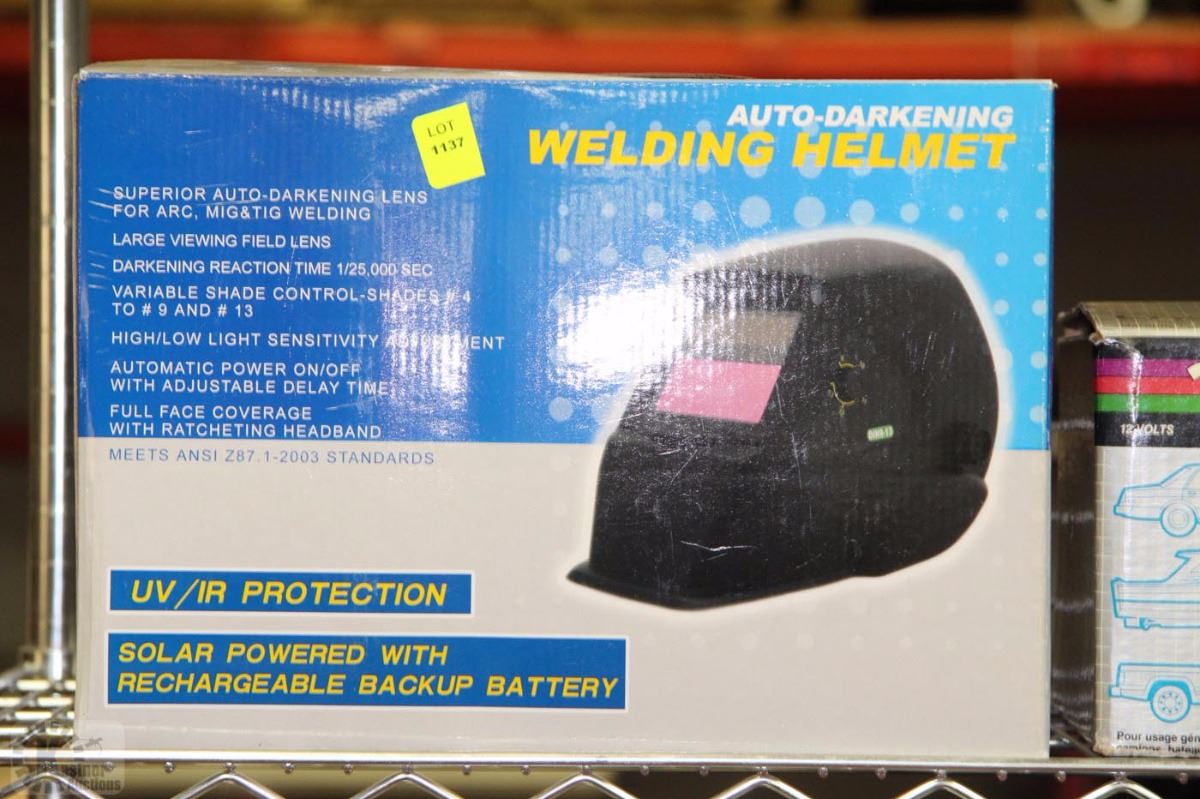 AUTO-DARKENING
WELDING HELMET
LOT
1137
SUPERIOR AUTO-DARKENING LENS
FOR ARC, MIG&TIG WELDING
LARGE VIEWING FIELD LENS
DARKENING REACTION TIME 1/25,000 SEC
VARIABLE SHADE CONTROL-SHADES # 4
TO # 9 AND # 13
HIGH/LOW LIGHT SENSITIVITY
AUTOMATIC POWER ON/OFF
WITH ADJUSTABLE DELAY TIME
FULL FACE COVERAGE
WITH RATCHETING HEADBAND
MEETS ANSI Z87.1-2003 STANDARDS
UV/IR PROTECTION
SOLAR POWERED WITH
RECHARGEABLE BACKUP BATTERY
12 VOLTS
Pour usage
Auctions